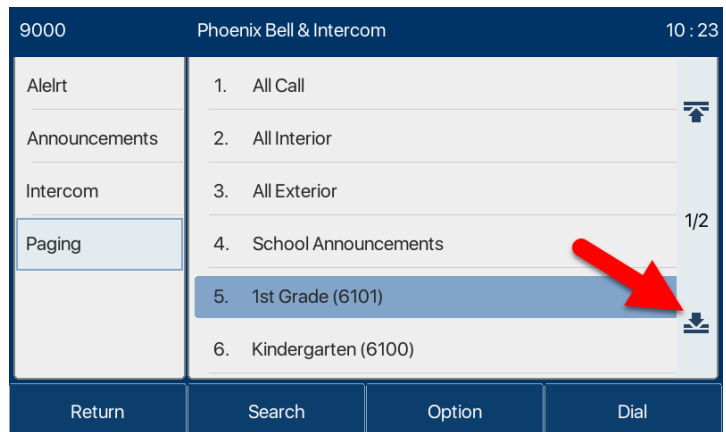 9000 Phoenix Bell & Intercom 10 : 23
Alelrt
Announcements
Intercom
Paging
1. All Call
2. All Interior
3. All Exterior
4. School Announcements
5. 1st Grade (6101)
6. Kindergarten (6100)
1/2
Return Search Option Dial